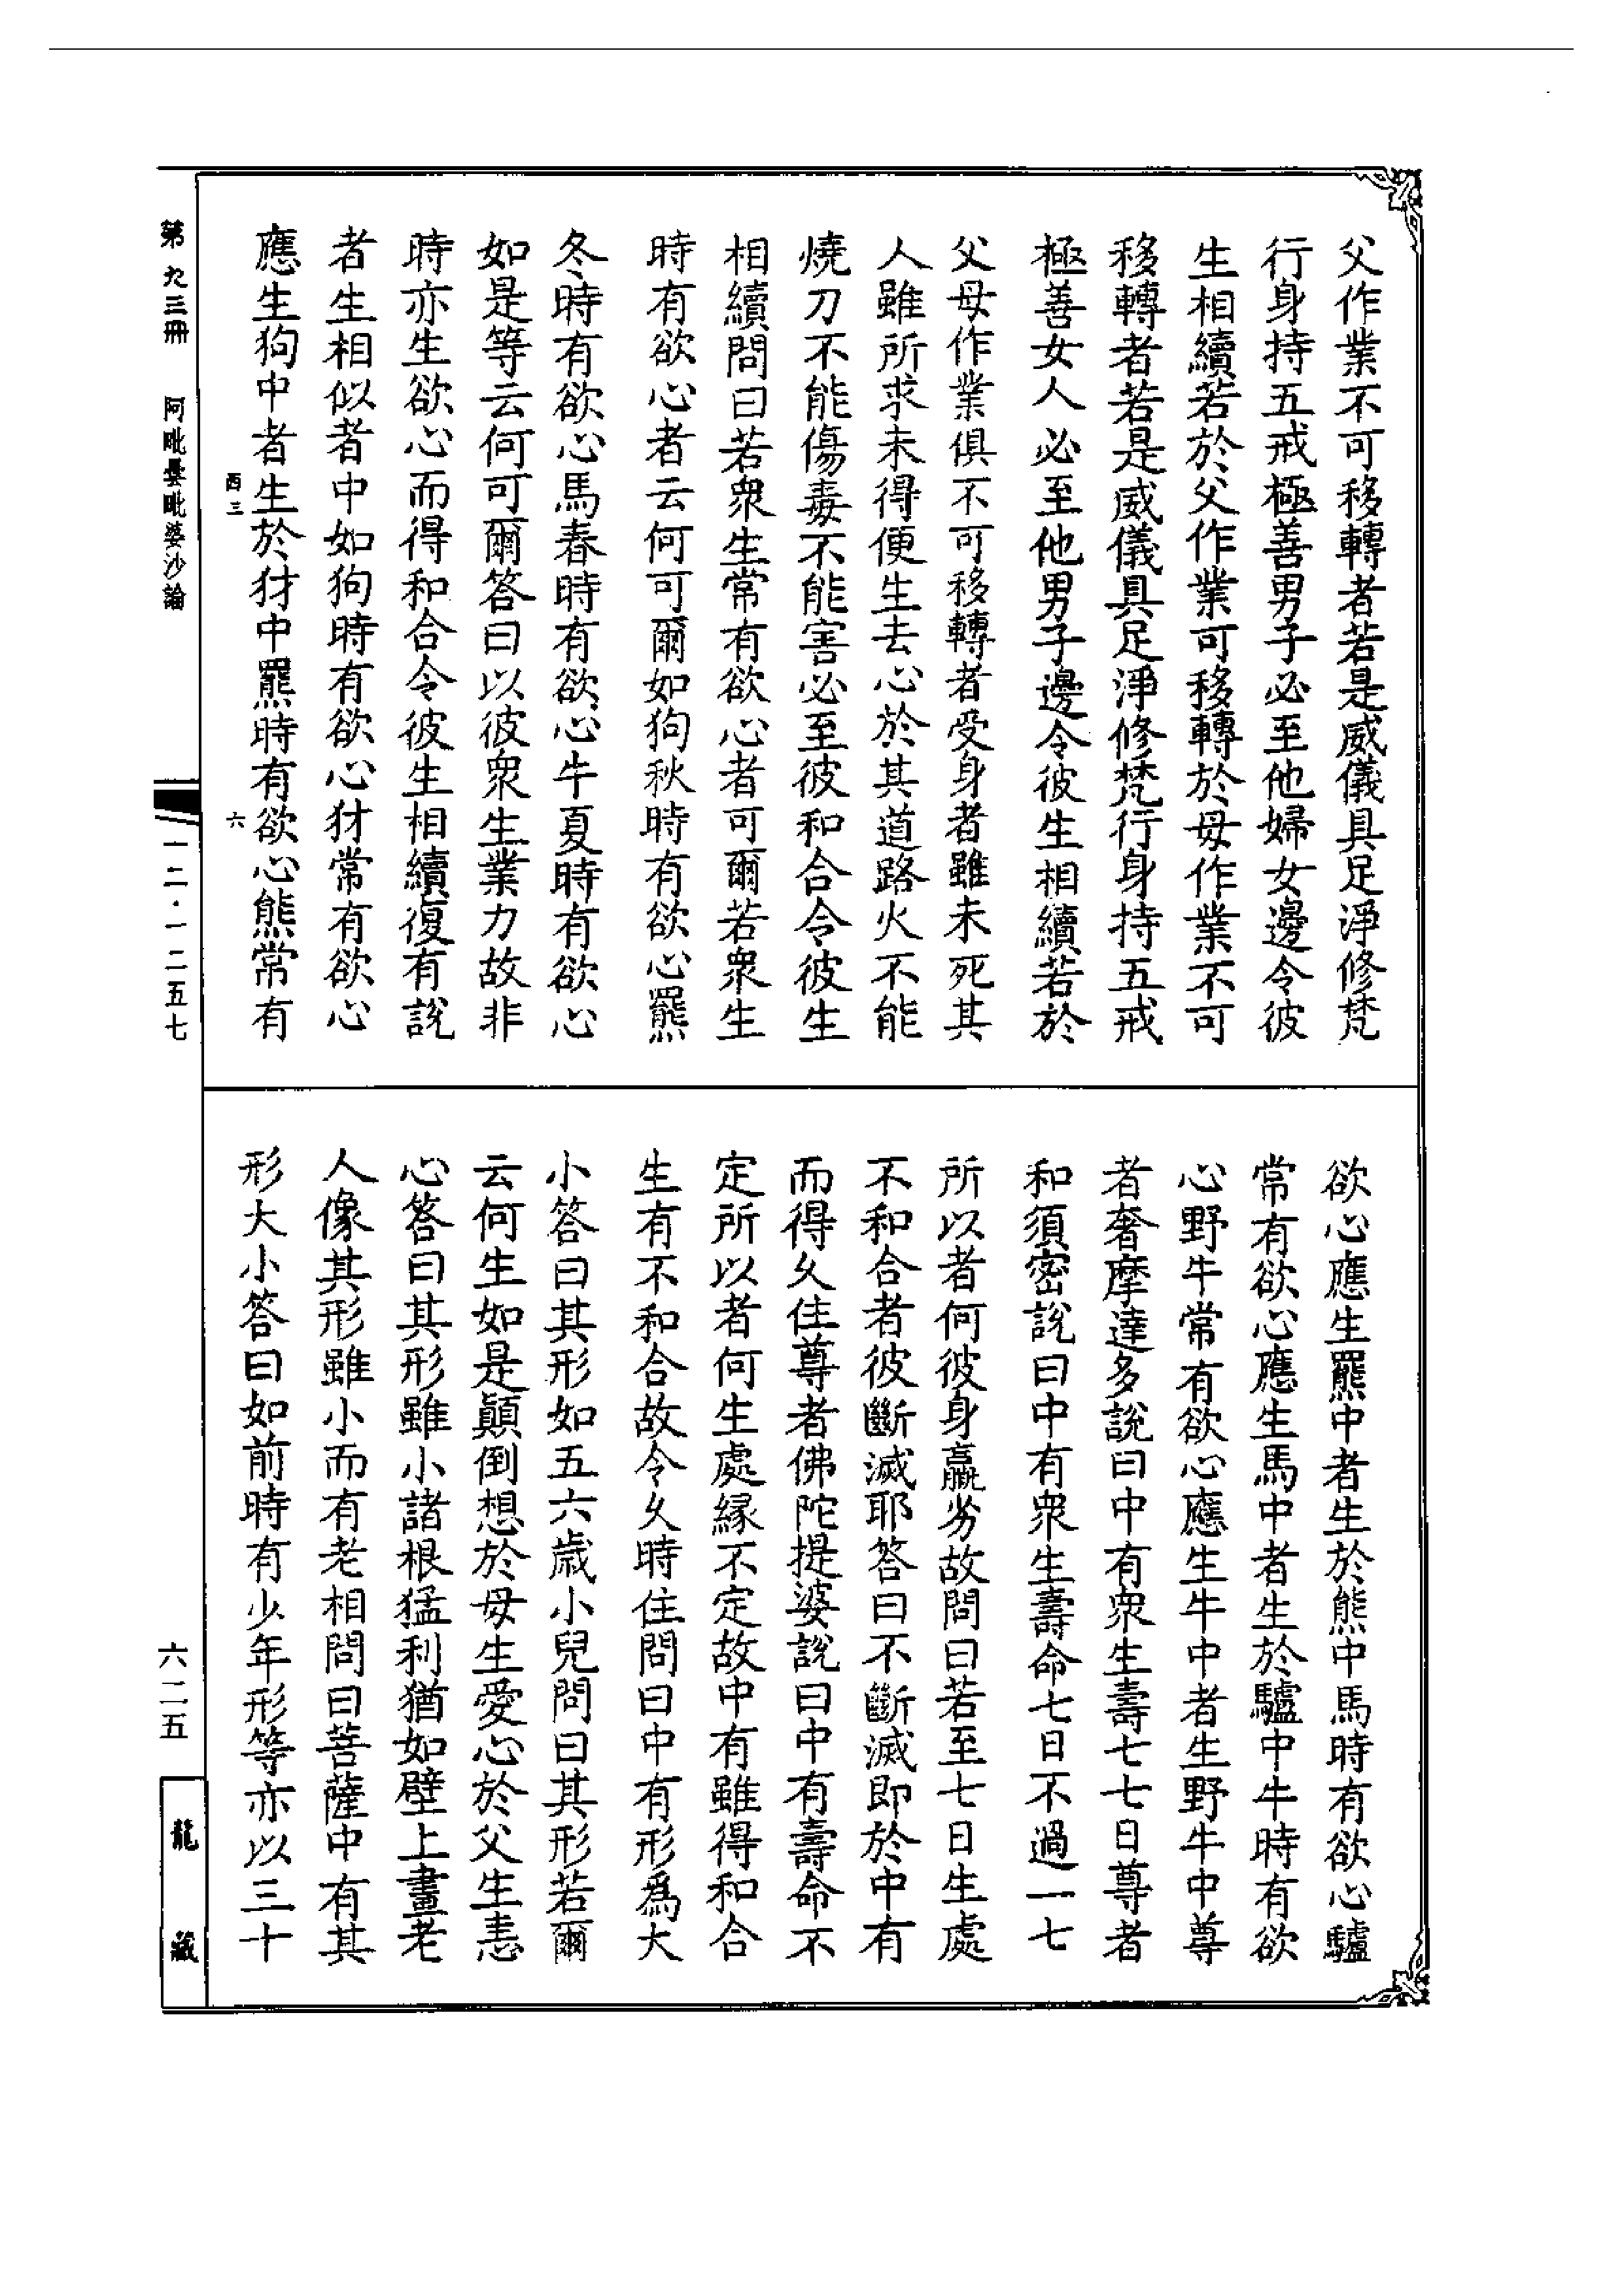 父作業不可移轉者若是威儀具足淨修梵
行身持五戒極善男子必至他婦女邊令彼
生相續若於父作業可移轉於母作業不可
移轉者若是威儀具足淨修梵行身持五戒
極善女人必至他男子邊令彼生相續若於
父母作業俱不可移轉者受身者雖未死其
人雖所求未得便生去心於其道路火不能
燒刀不能傷毒不能害必至彼和合令彼生
相續問曰若眾生常有欲心者可爾若眾生
時有欲心者云何可爾如狗秋時有欲心羆
冬時有欲心馬春時有欲心牛夏時有欲心
如是等云何可爾答曰以彼眾生業力故非
時亦生欲心而得和合令彼生相續復有說
者生相似者中如狗時有欲心犲常有欲心
應生狗中者生於犲中羆時有欲心熊常有
欲心應生羆中者生於熊中馬時有欲心驢
常有欲心應生馬中者生於驢中牛時有欲
心野牛常有欲心應生牛中者生野牛中尊
者奢摩達多說曰中有眾生壽七七日尊者
和須密說曰中有眾生壽命七日不過一七
所以者何彼身羸劣故問曰若至七日生處
不和合者彼斷滅耶答曰不斷滅即於中有
而得久住尊者佛陀提婆說曰中有壽命不
定所以者何生處緣不定故中有雖得和合
生有不和合故令久時住問曰中有形為大
小答曰其形如五六歲小兒問曰其形若爾
云何生如是顛倒想於母生愛心於父生恚
心答曰其形雖小諸根猛利猶如壁上畫老
人像其形雖小而有老相問曰菩薩中有其
形大小答曰如前時有少年形等亦以三十
西三
六
第九三冊
阿毗曇毗婆沙論
一二·一二五七
六二五
龍藏